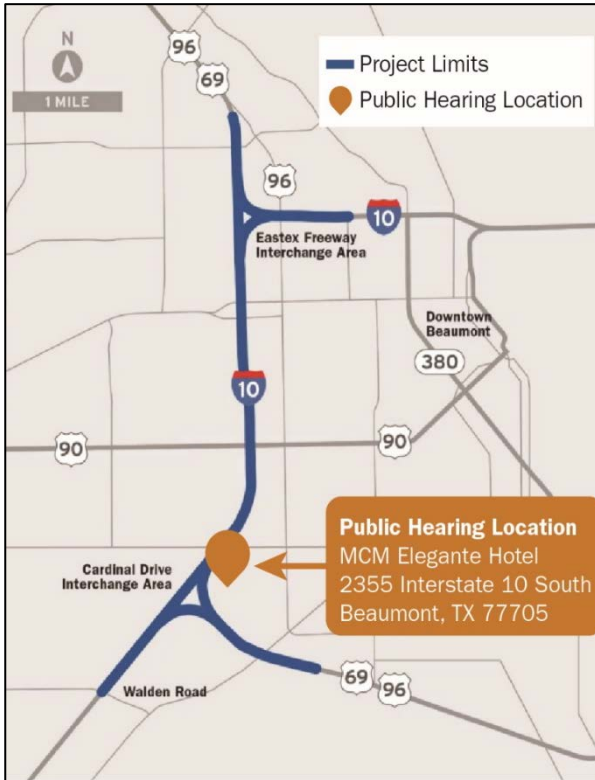 N
1 MILE
96
69
Project Limits
Public Hearing Location
96
10
Eastex Freeway
Interchange Area
Downtown
Beaumont
380
10
90
90
Public Hearing Location
MCM Elegante Hotel
2355 Interstate 10 South
Beaumont, TX 77705
Cardinal Drive
Interchange Area
Walden Road
69
96